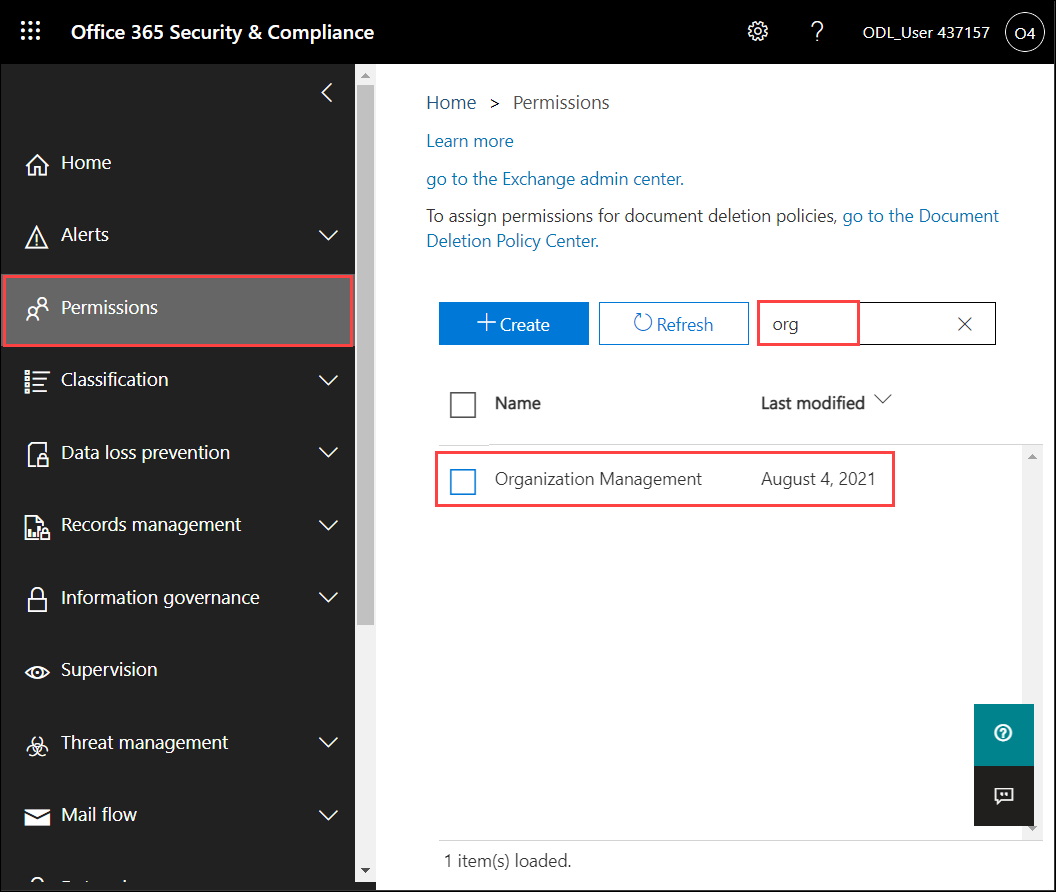 Office 365 Security & Compliance
ODL_User 437157
O4
Home
Alerts
Permissions
Classification
Data loss prevention
Records management
Information governance
Supervision
Threat management
Mail flow
Home > Permissions
Learn more
go to the Exchange admin center.
To assign permissions for document deletion policies, go to the Document
Deletion Policy Center.
Create
Refresh
org
Name
Last modified
Organization Management
August 4, 2021
1 item(s) loaded.